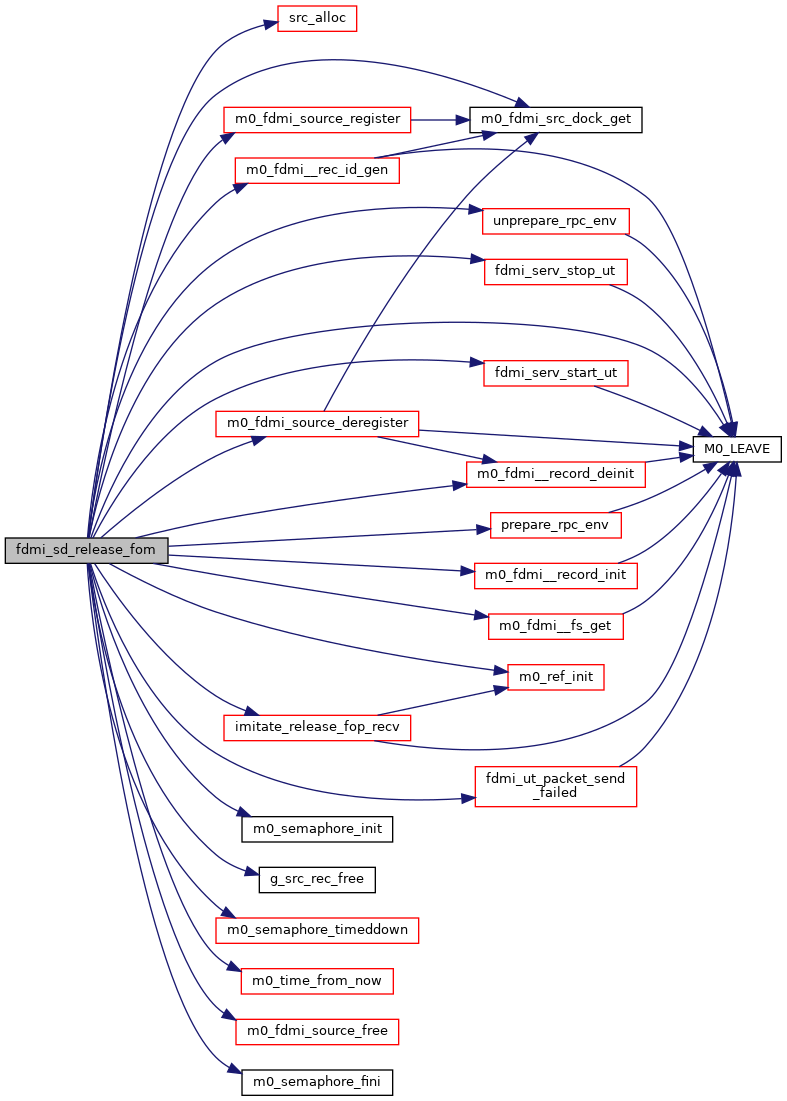 src_alloc
m0_fdmi_source_register
m0_fdmi_src_dock_get
m0_fdmi__rec_id_gen
unprepare_rpc_env
fdmi_serv_stop_ut
fdmi_serv_start_ut
m0_fdmi_source_deregister
M0_LEAVE
m0_fdmi__record_deinit
prepare_rpc_env
fdmi_sd_release_fom
m0_fdmi__record_init
m0_fdmi__fs_get
m0_ref_init
imitate_release_fop_recv
fdmi_ut_packet_send
_failed
m0_semaphore_init
g_src_rec_free
m0_semaphore_timeddown
m0_time_from_now
m0_fdmi_source_free
m0_semaphore_fini